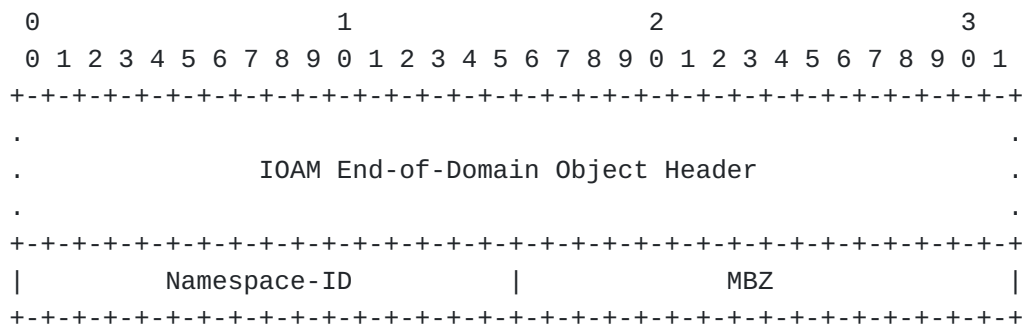 0                   1                   2                   3
 0 1 2 3 4 5 6 7 8 9 0 1 2 3 4 5 6 7 8 9 0 1 2 3 4 5 6 7 8 9 0 1
+-+-+-+-+-+-+-+-+-+-+-+-+-+-+-+-+-+-+-+-+-+-+-+-+-+-+-+-+-+-+-+-+
.                                                               .
.               IOAM End-of-Domain Object Header                .
.                                                               .
+-+-+-+-+-+-+-+-+-+-+-+-+-+-+-+-+-+-+-+-+-+-+-+-+-+-+-+-+-+-+-+-+
|         Namespace-ID          |             MBZ               |
+-+-+-+-+-+-+-+-+-+-+-+-+-+-+-+-+-+-+-+-+-+-+-+-+-+-+-+-+-+-+-+-+